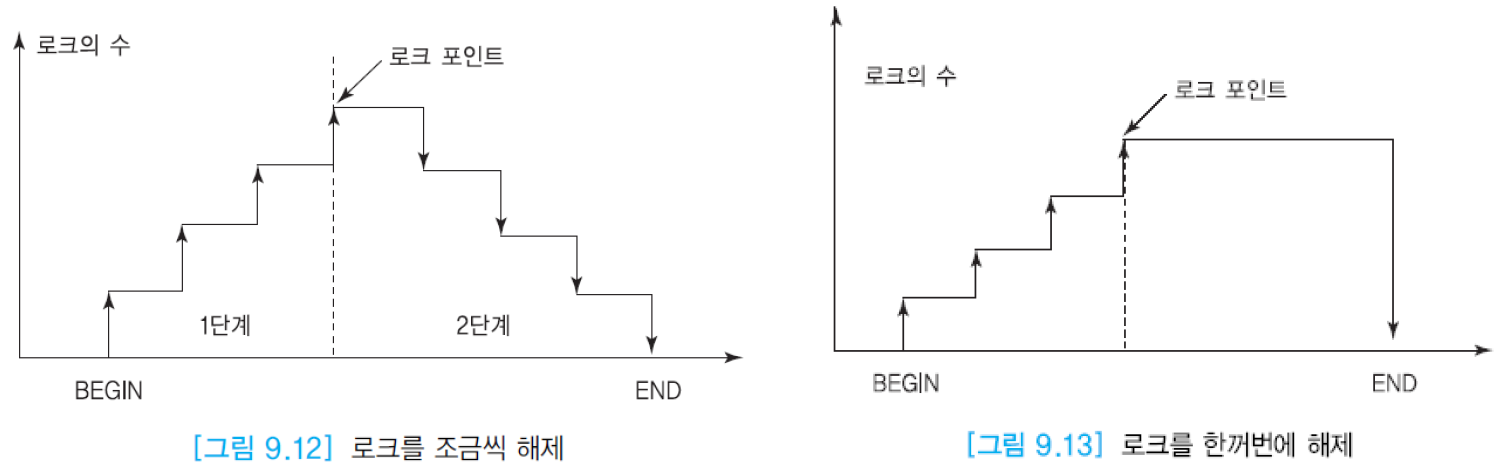 로크의 수
로크 포인트
1단계
2단계
BEGIN
END
[그림 9.12] 로크를 조금씩 해제
로크의 수
로크 포인트
BEGIN
END
[그림 9.13] 로크를 한꺼번에 해제